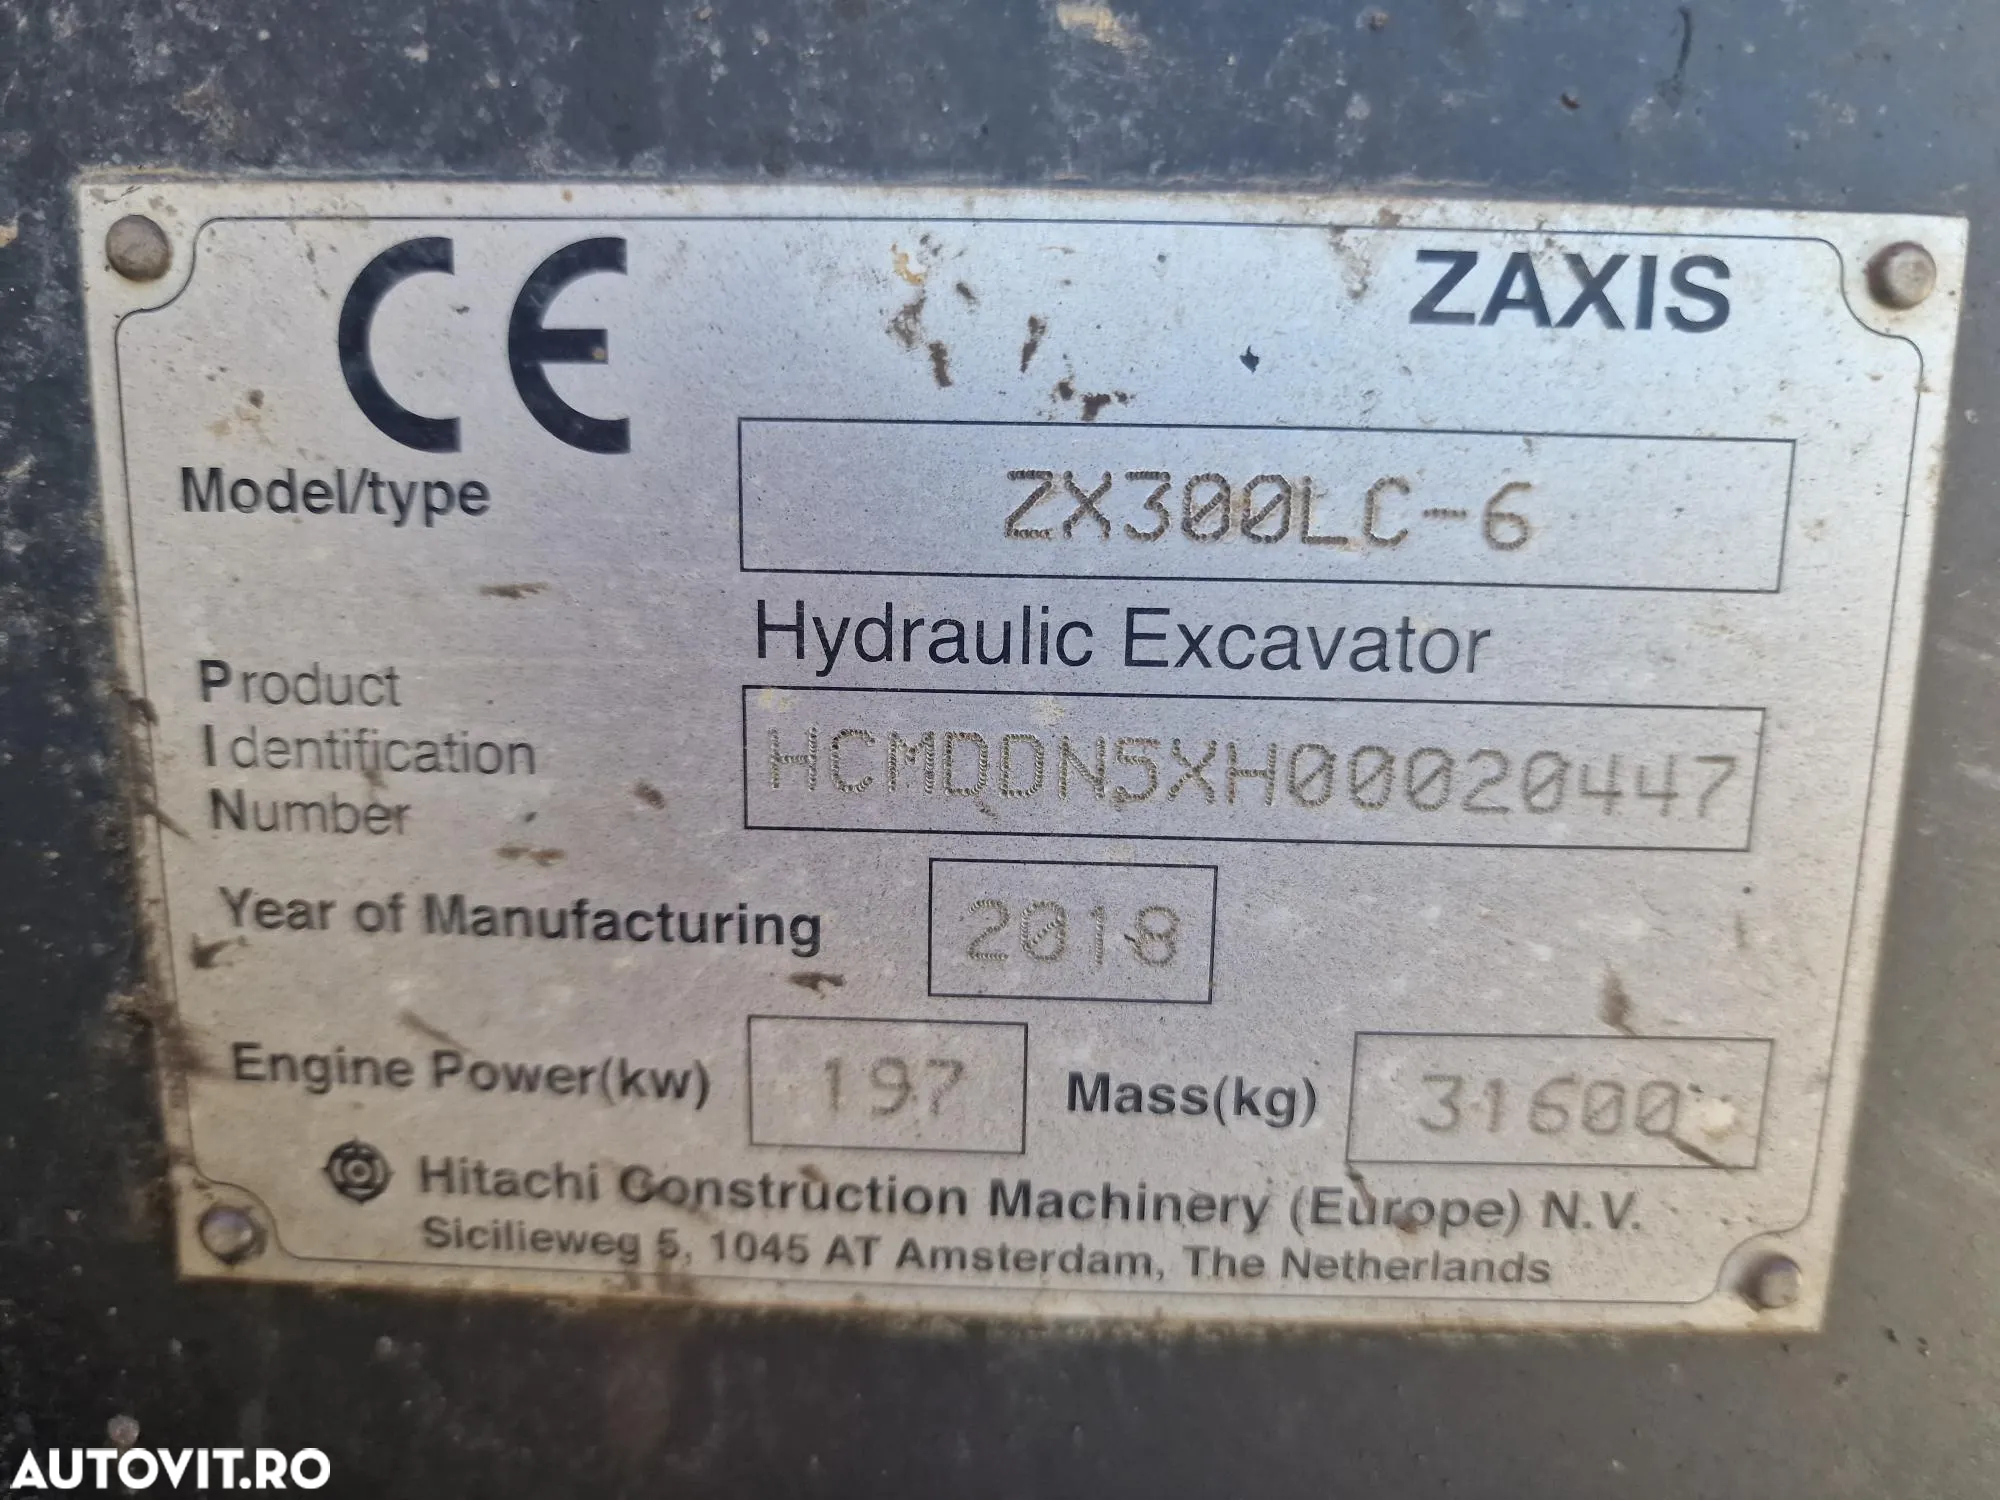 CE
ZAXIS
Model/type ZX300LC-6
Hydraulic Excavator
Product
Identification
Number
HCMDDN5XH00020447
Year of Manufacturing 2018
Engine Power(kw) 197 Mass(kg) 31600
Hitachi Construction Machinery (Europe) N.V.
Sicilieweg 5, 1045 AT Amsterdam, The Netherlands
AUTOVIT.RO